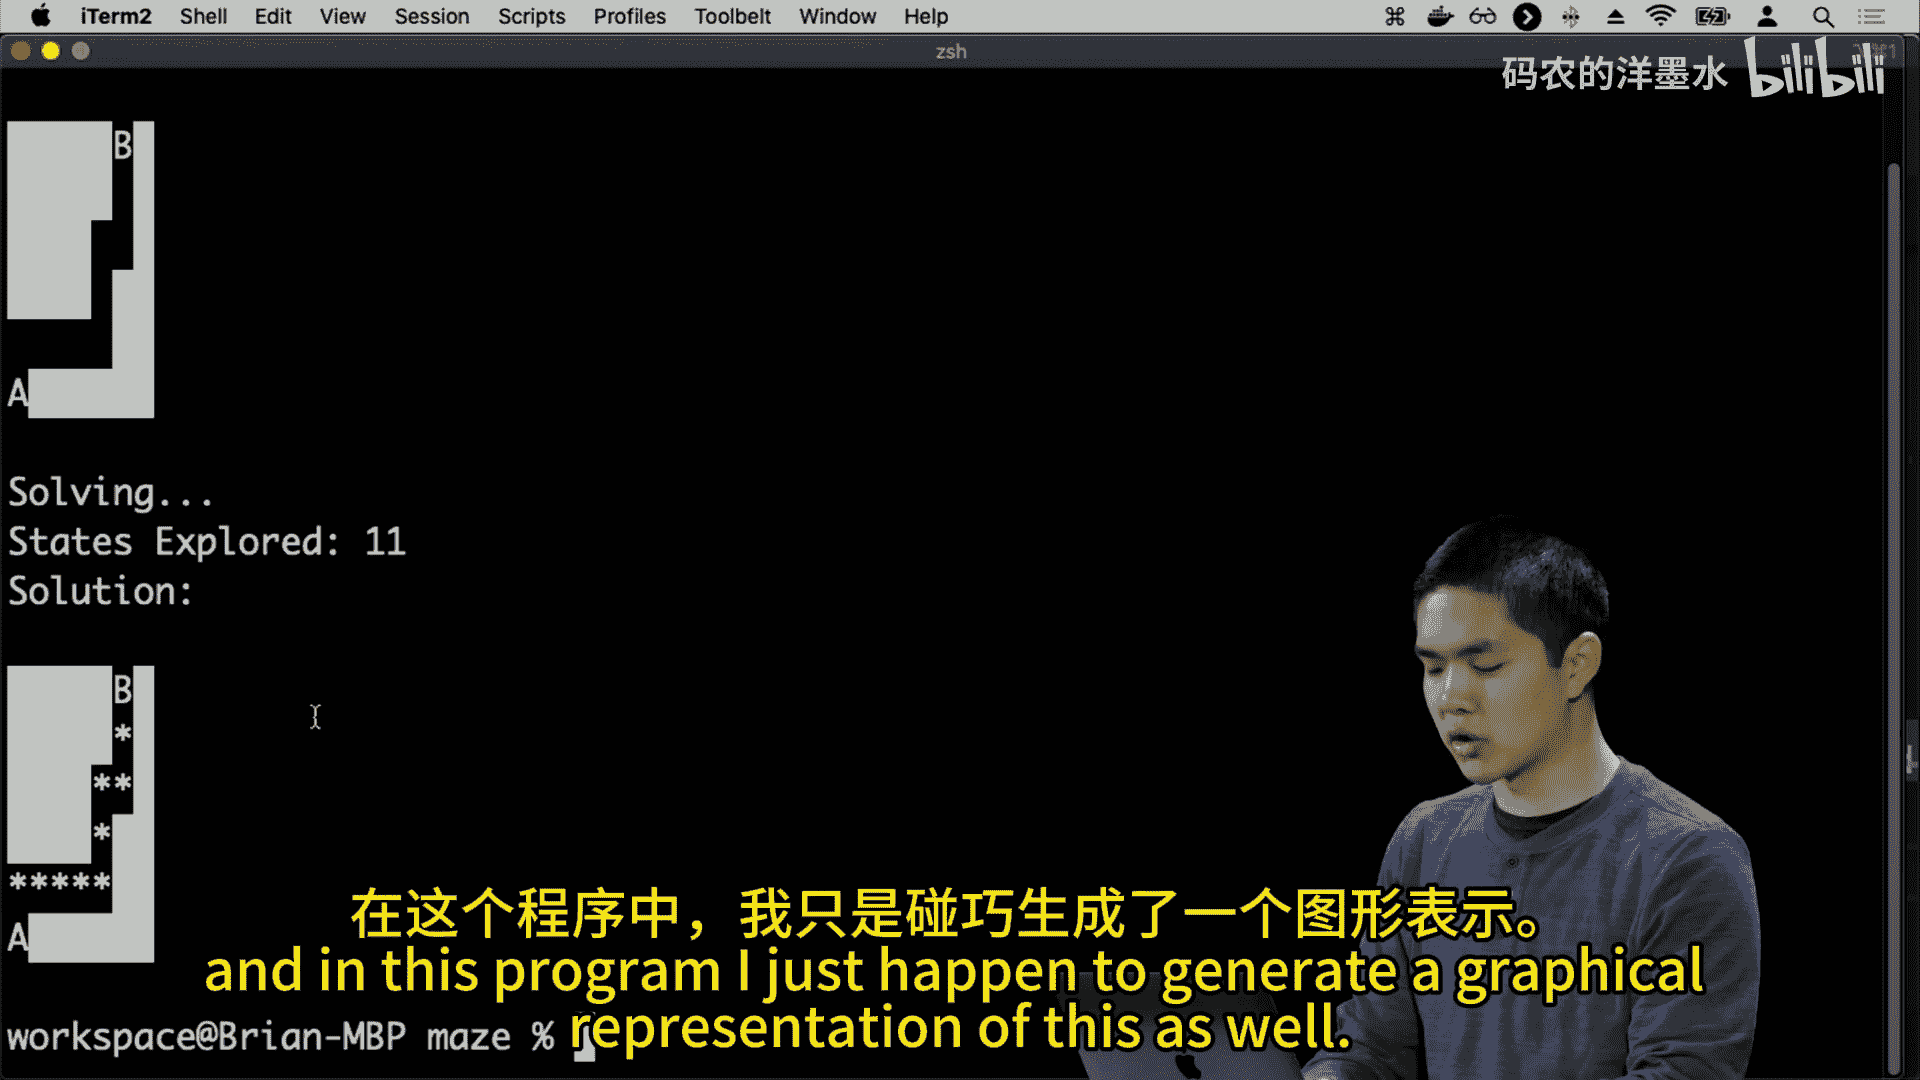 iTerm2 Shell Edit View Session Scripts Profiles Toolbelt Window Help
zsh
码农的洋墨水 bilibili
B
A
Solving...
States Explored: 11
Solution:
B
*
**
*
*****
A
在这个程序中，我只是碰巧生成了一个图形表示。
and in this program I just happen to generate a graphical
representation of this as well.
workspace@Brian-MBP maze %